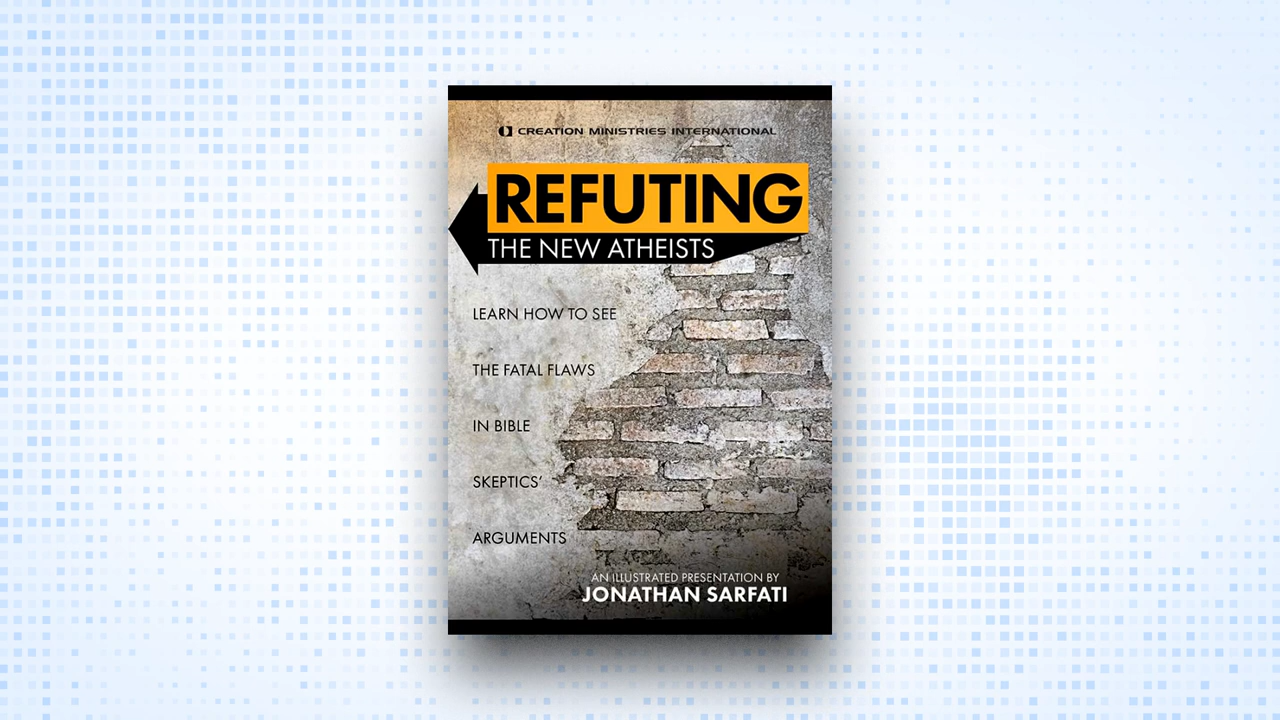 CREATION MINISTRIES INTERNATIONAL
REFUTING
THE NEW ATHEISTS
LEARN HOW TO SEE
THE FATAL FLAWS
IN BIBLE
SKEPTICS’
ARGUMENTS
AN ILLUSTRATED PRESENTATION BY
JONATHAN SARFATI